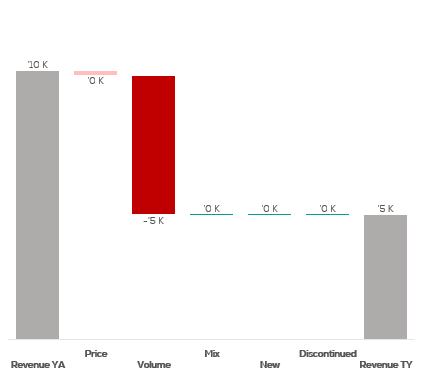 '10 K
'0 K
-'5 K
'0 K
'0 K
'0 K
'5 K
Revenue YA
Price
Volume
Mix
New
Discontinued
Revenue TY